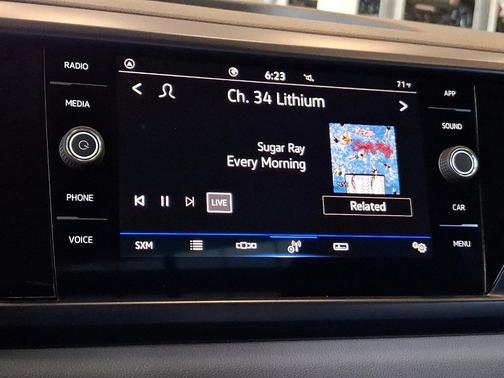 RADIO
MEDIA
PHONE
VOICE
6:23
71°F
Ch. 34 Lithium
Sugar Ray
Every Morning
LIVE
Related
SXM
APP
SOUND
CAR
MENU